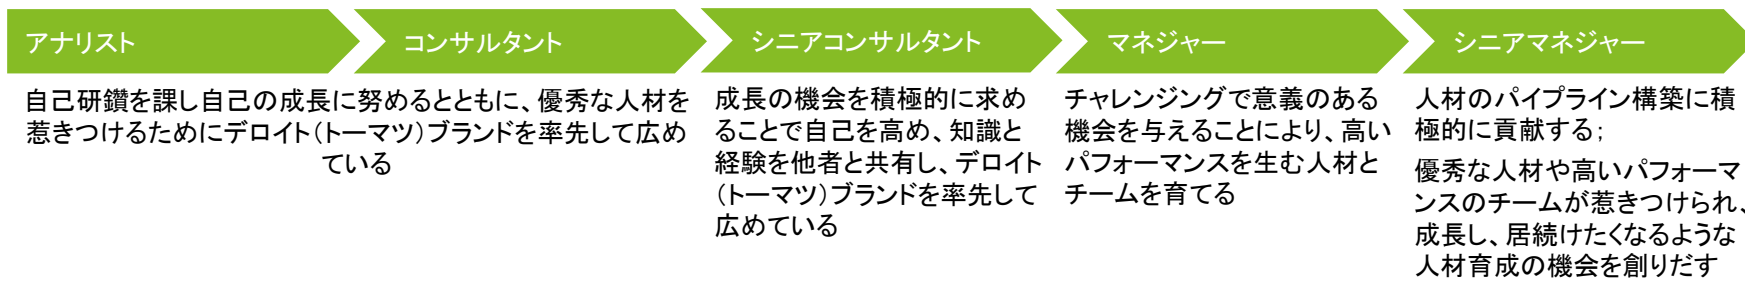 アナリスト
コンサルタント
シニアコンサルタント
マネジャー
シニアマネジャー
自己研鑽を課し自己の成長に努めるとともに、優秀な人材を
惹きつけるためにデロイト（トーマツ）ブランドを率先して広め
ている
成長の機会を積極的に求め
ることで自己を高め、知識と
経験を他者と共有し、デロイト
（トーマツ）ブランドを率先して
広めている
チャレンジングで意義のある
機会を与えることにより、高い
パフォーマンスを生む人材と
チームを育てる
人材のパイプライン構築に積
極的に貢献する；
優秀な人材や高いパフォーマ
ンスのチームが惹きつけられ、
成長し、居続けたくなるような
人材育成の機会を創りだす